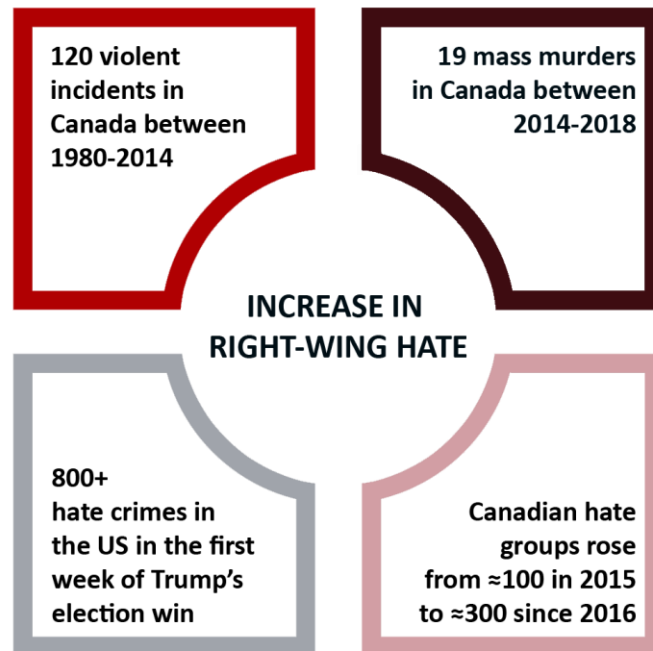 120 violent
incidents in
Canada between
1980-2014
19 mass murders
in Canada between
2014-2018
INCREASE IN
RIGHT-WING HATE
800+
hate crimes in
the US in the first
week of Trump's
election win
Canadian hate
groups rose
from ≈100 in 2015
to ≈300 since 2016